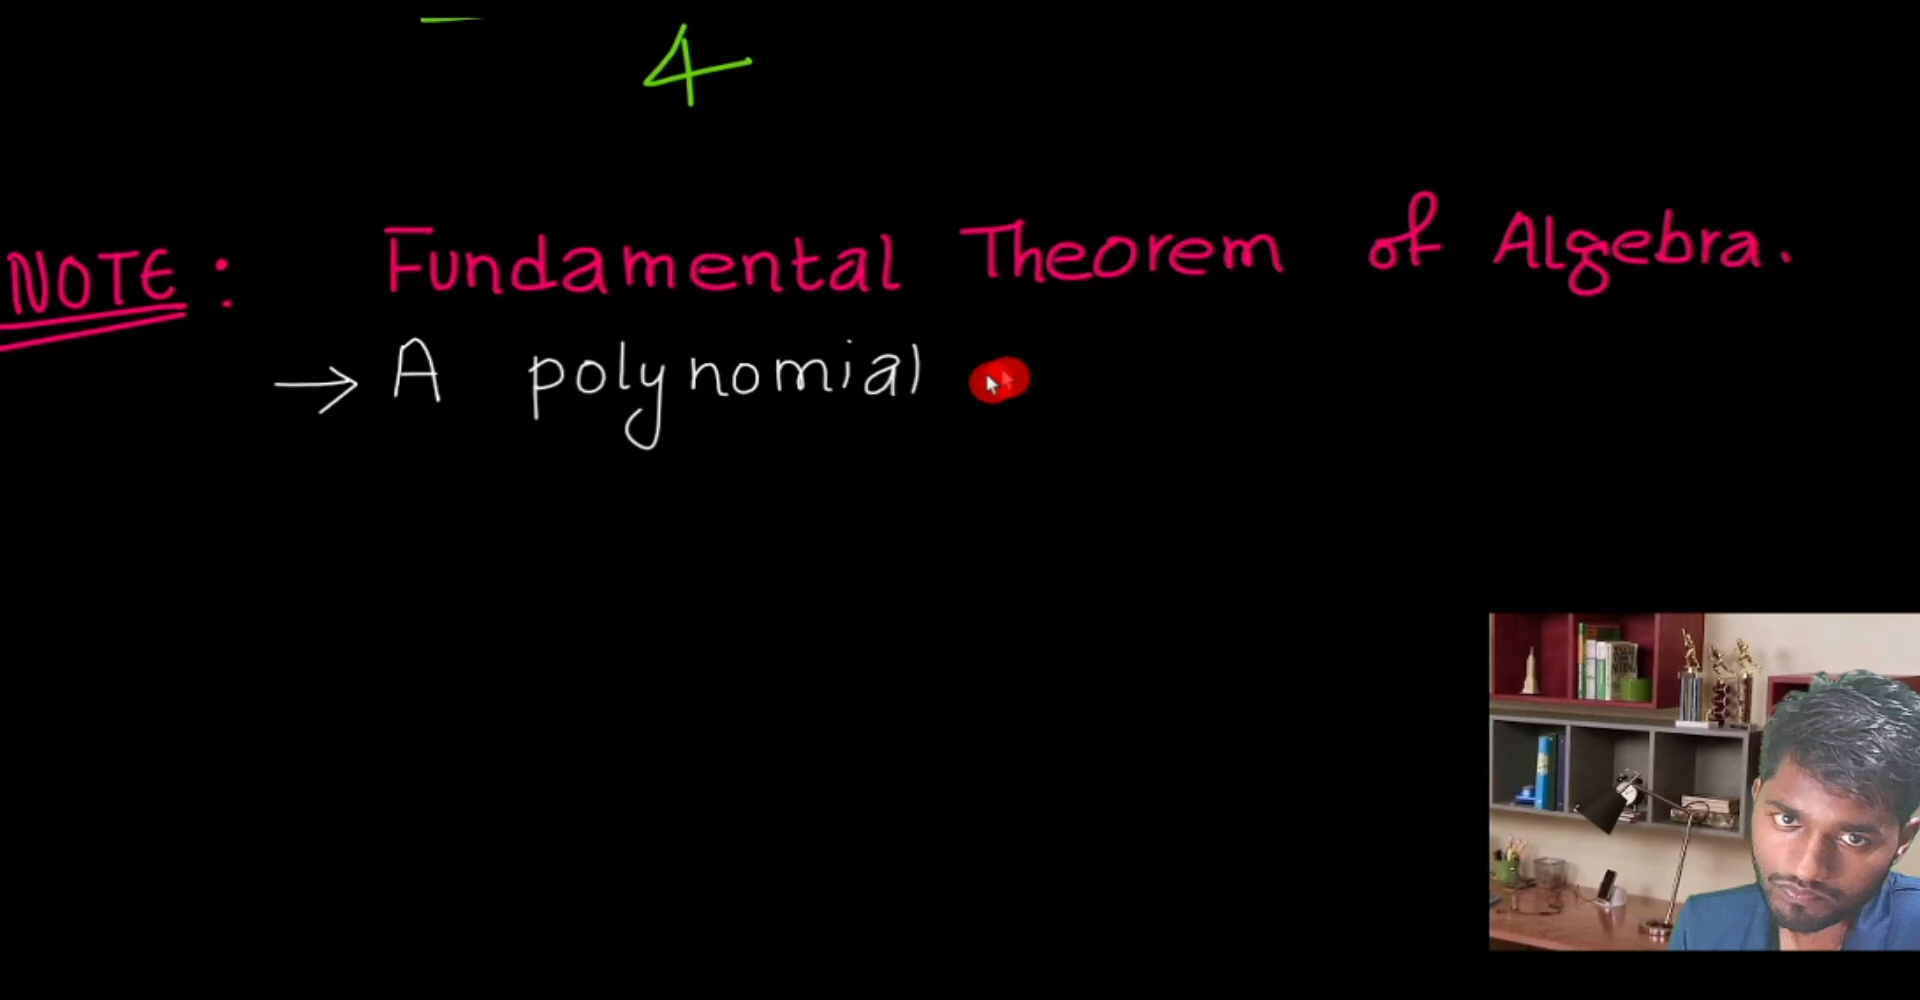 4
NOTE : Fundamental Theorem of Algebra.
→ A polynomial